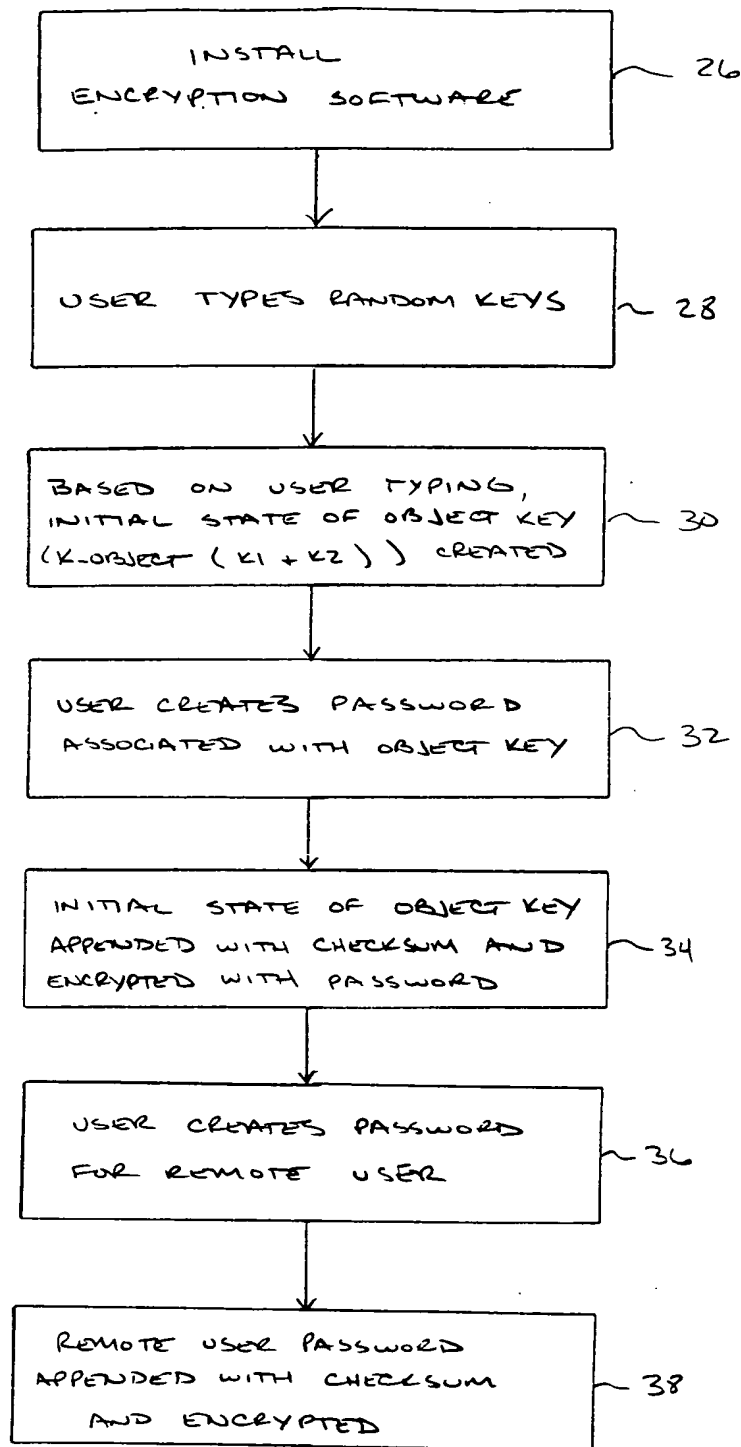 INSTALL
ENCRYPTION SOFTWARE
26
USER TYPES RANDOM KEYS
28
BASED ON USER TYPING,
INITIAL STATE OF OBJECT KEY
(K-OBJECT (K1 + K2)) CREATED
30
USER CREATES PASSWORD
ASSOCIATED WITH OBJECT KEY
32
INITIAL STATE OF OBJECT KEY
APPENDED WITH CHECKSUM AND
ENCRYPTED WITH PASSWORD
34
USER CREATES PASSWORD
FOR REMOTE USER
36
REMOTE USER PASSWORD
APPENDED WITH CHECKSUM
AND ENCRYPTED
38